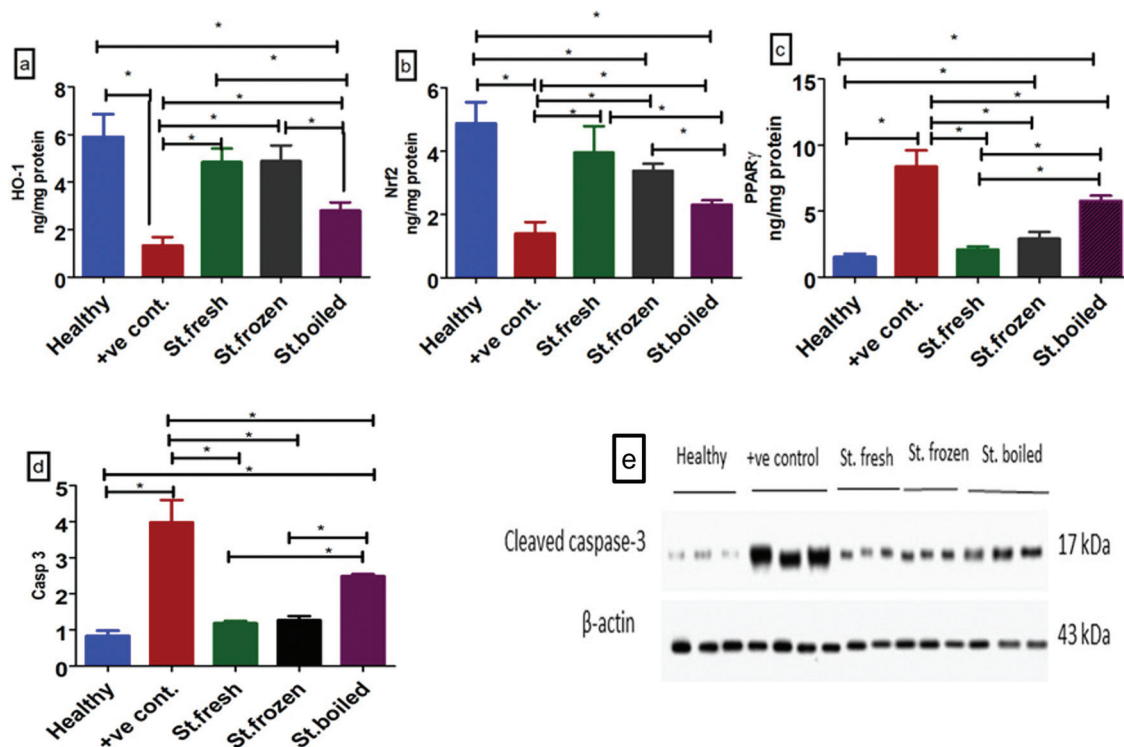 a
*
*
*
*
*
*
*
HO-1
ng/mg protein
8
6
4
2
0
Healthy
+ve cont.
St.fresh
St.frozen
St.boiled
b
*
*
*
*
*
*
*
*
Nrf2
ng/mg protein
6
4
2
0
Healthy
+ve cont.
St.fresh
St.frozen
St.boiled
c
*
*
*
*
*
*
*
*
PPARγ
ng/mg protein
15
10
5
0
Healthy
+ve cont.
St.fresh
St.frozen
St.boiled
d
*
*
*
*
*
*
*
Casp 3
5
4
3
2
1
0
Healthy
+ve cont.
St.fresh
St.frozen
St.boiled
e
Healthy +ve control St. fresh St. frozen St. boiled
Cleaved caspase-3 17 kDa
β-actin 43 kDa